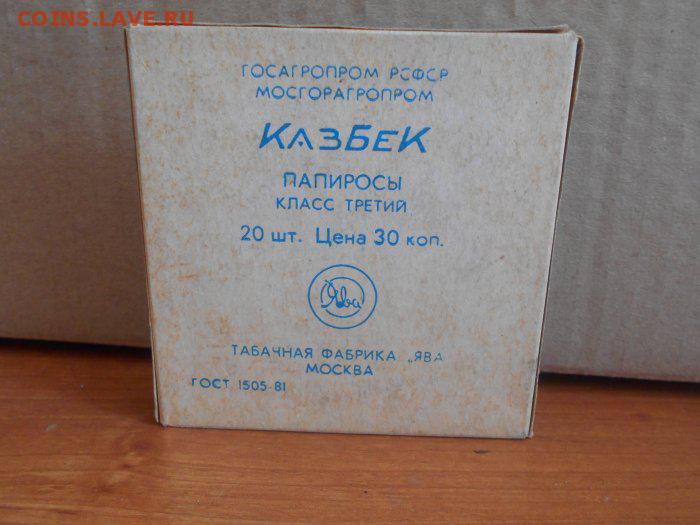 COINS.LAVE.RU
ГОСАГРОПРОМ РСФСР
МОСГОРАГРОПРОМ
КАЗБЕК
ПАПИРОСЫ
КЛАСС ТРЕТИЙ
20 шт. Цена 30 коп.
Ява
ТАБАЧНАЯ ФАБРИКА „ЯВА
МОСКВА
ГОСТ 1505-81